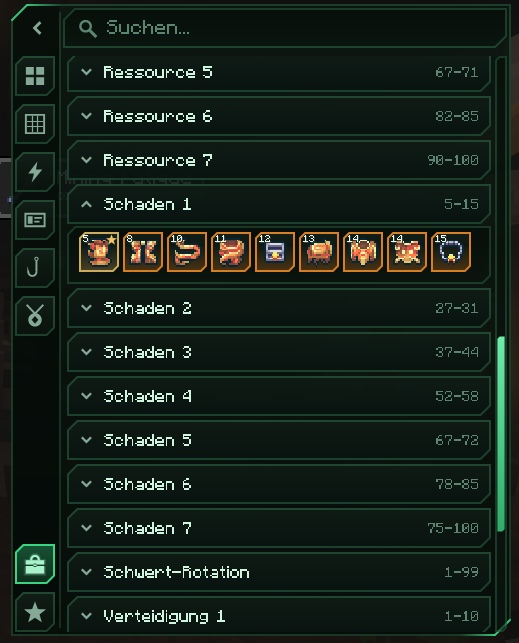 Suchen...
Ressource 5 67-71
Ressource 6 82-85
Ressource 7 90-100
Schaden 1 5-15
5 8 10 11 12 13 14 14 15
Schaden 2 27-31
Schaden 3 37-44
Schaden 4 52-58
Schaden 5 67-72
Schaden 6 78-85
Schaden 7 75-100
Schwert-Rotation 1-99
Verteidigung 1 1-10